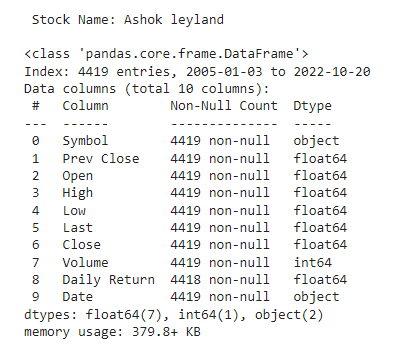 Stock Name: Ashok leyland
<class 'pandas.core.frame.DataFrame'>
Index: 4419 entries, 2005-01-03 to 2022-10-20
Data columns (total 10 columns):
 #   Column        Non-Null Count  Dtype
---  ------        --------------  -----
 0   Symbol        4419 non-null   object
 1   Prev Close    4419 non-null   float64
 2   Open          4419 non-null   float64
 3   High          4419 non-null   float64
 4   Low           4419 non-null   float64
 5   Last          4419 non-null   float64
 6   Close         4419 non-null   float64
 7   Volume        4419 non-null   int64
 8   Daily Return  4418 non-null   float64
 9   Date          4419 non-null   object
dtypes: float64(7), int64(1), object(2)
memory usage: 379.8+ KB